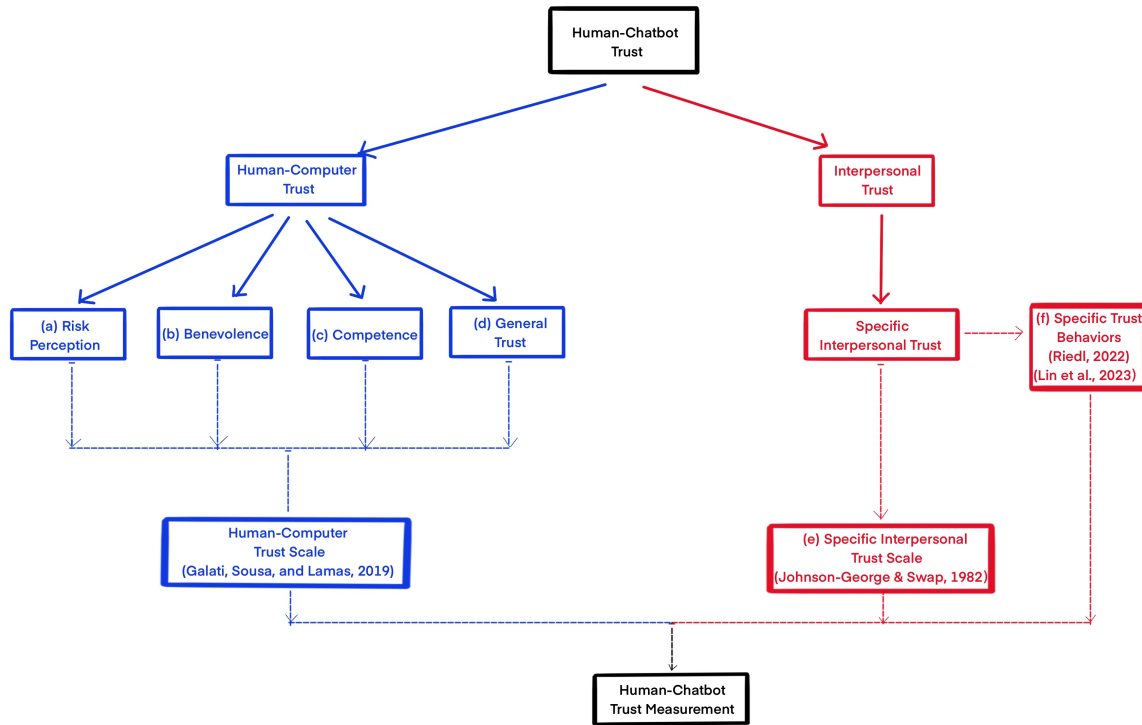 Human-Chatbot
Trust
Human-Computer
Trust
Interpersonal
Trust
(a) Risk
Perception
(b) Benevolence
(c) Competence
(d) General
Trust
Specific
Interpersonal Trust
(f) Specific Trust
Behaviors
(Riedl, 2022)
(Lin et al., 2023)
Human-Computer
Trust Scale
(Galati, Sousa, and Lamas, 2019)
(e) Specific Interpersonal
Trust Scale
(Johnson-George & Swap, 1982)
Human-Chatbot
Trust Measurement